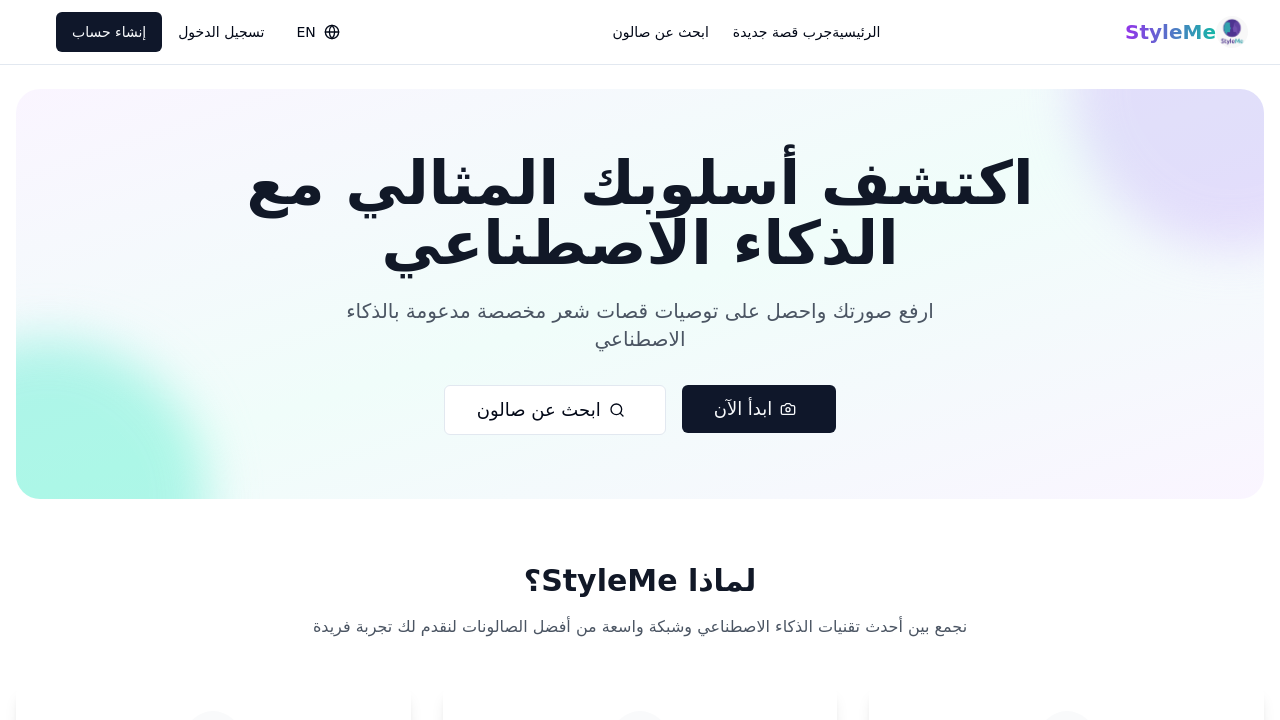 StyleMe
الرئيسية
جرب قصة جديدة
ابحث عن صالون
EN
تسجيل الدخول
إنشاء حساب
اكتشف أسلوبك المثالي مع
الذكاء الاصطناعي
ارفع صورتك واحصل على توصيات قصات شعر مخصصة مدعومة بالذكاء
الاصطناعي
ابدأ الآن
ابحث عن صالون
لماذا StyleMe؟
نجمع بين أحدث تقنيات الذكاء الاصطناعي وشبكة واسعة من أفضل الصالونات لنقدم لك تجربة فريدة